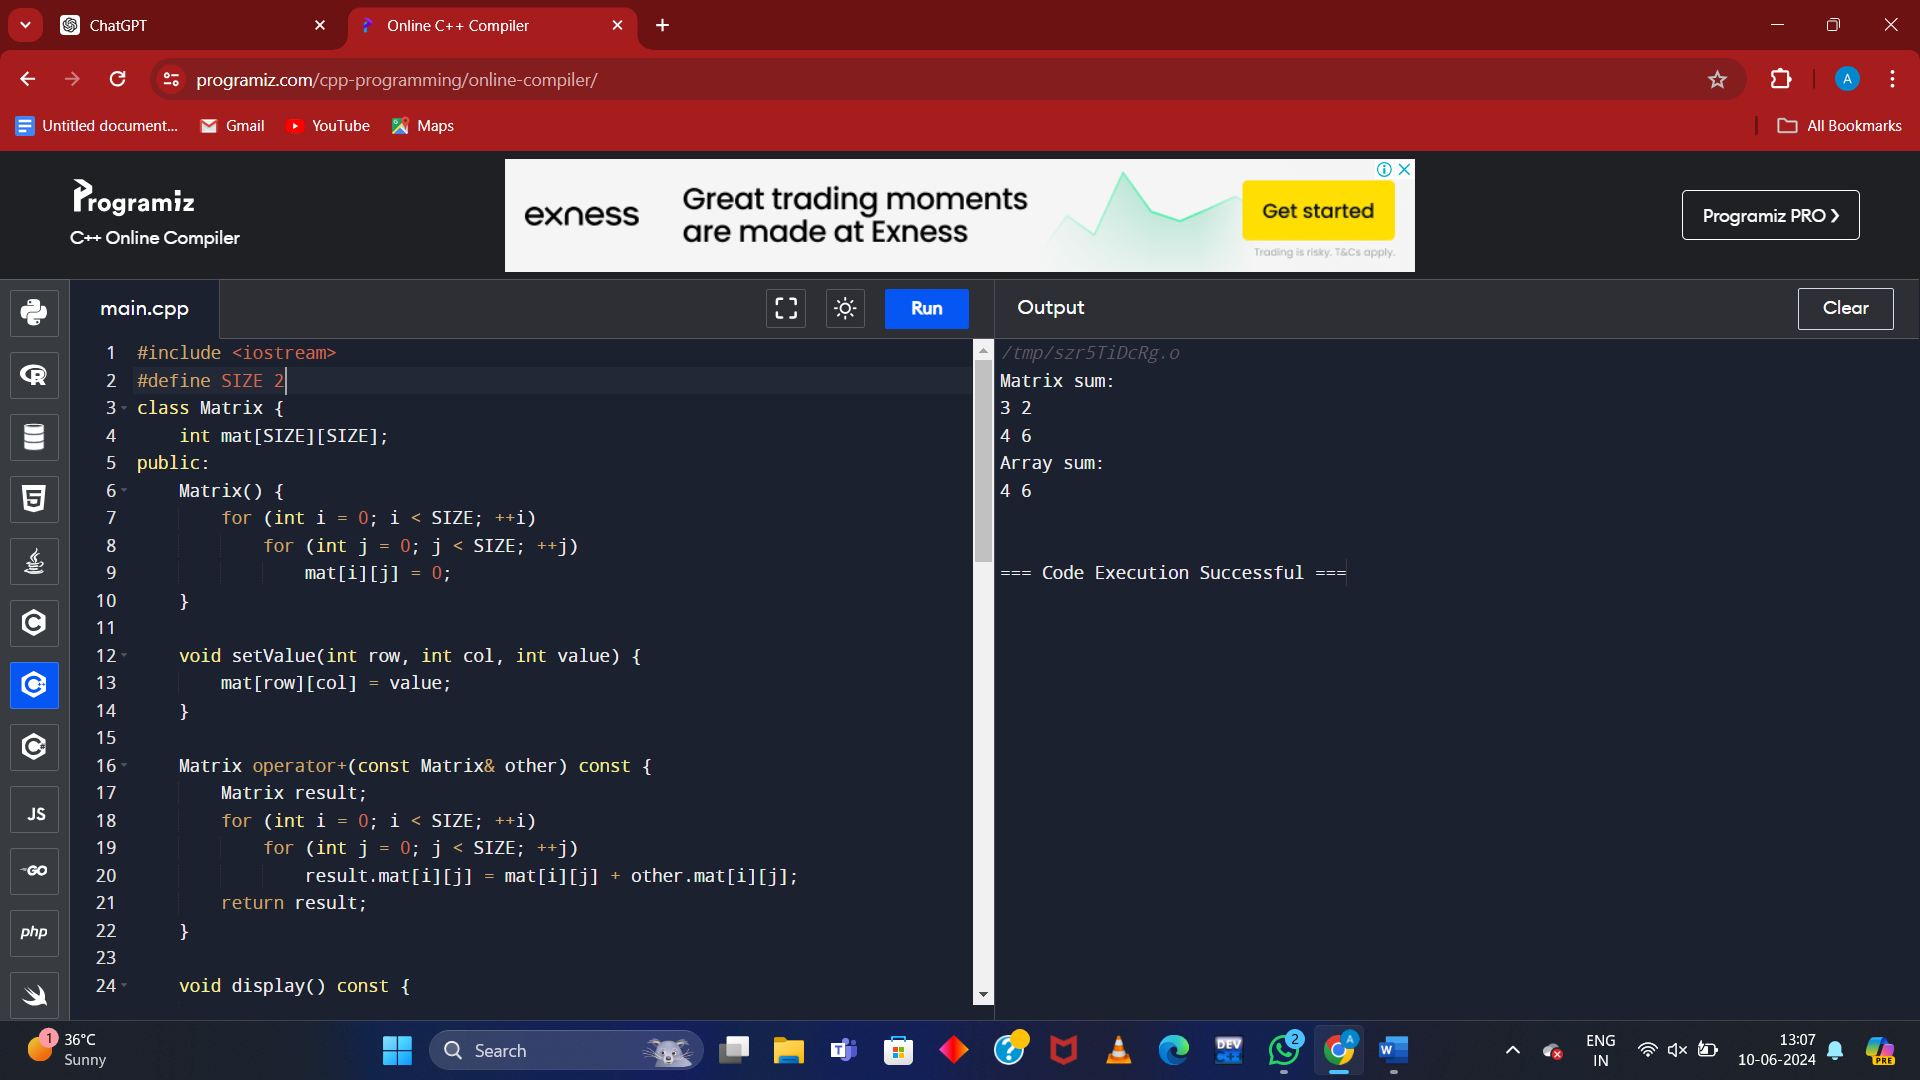 ChatGPT
Online C++ Compiler
programiz.com/cpp-programming/online-compiler/
A
Untitled document...
Gmail
YouTube
Maps
All Bookmarks
Programiz
C++ Online Compiler
exness
Great trading moments
are made at Exness
Get started
Trading is risky. T&Cs apply.
Programiz PRO ❯
main.cpp
Run
Output
Clear
1 #include <iostream>
2 #define SIZE 2
3 class Matrix {
4 int mat[SIZE][SIZE];
5 public:
6 Matrix() {
7 for (int i = 0; i < SIZE; ++i)
8 for (int j = 0; j < SIZE; ++j)
9 mat[i][j] = 0;
10 }
11
12 void setValue(int row, int col, int value) {
13 mat[row][col] = value;
14 }
15
16 Matrix operator+(const Matrix& other) const {
17 Matrix result;
18 for (int i = 0; i < SIZE; ++i)
19 for (int j = 0; j < SIZE; ++j)
20 result.mat[i][j] = mat[i][j] + other.mat[i][j];
21 return result;
22 }
23
24 void display() const {
/tmp/szr5TiDcRg.o
Matrix sum:
3 2
4 6
Array sum:
4 6
=== Code Execution Successful ===
R
5
C
C++
C#
JS
GO
php
1
36°C
Sunny
Search
T
?
DEV
C++
2
A
W
ENG
IN
13:07
10-06-2024
PRE